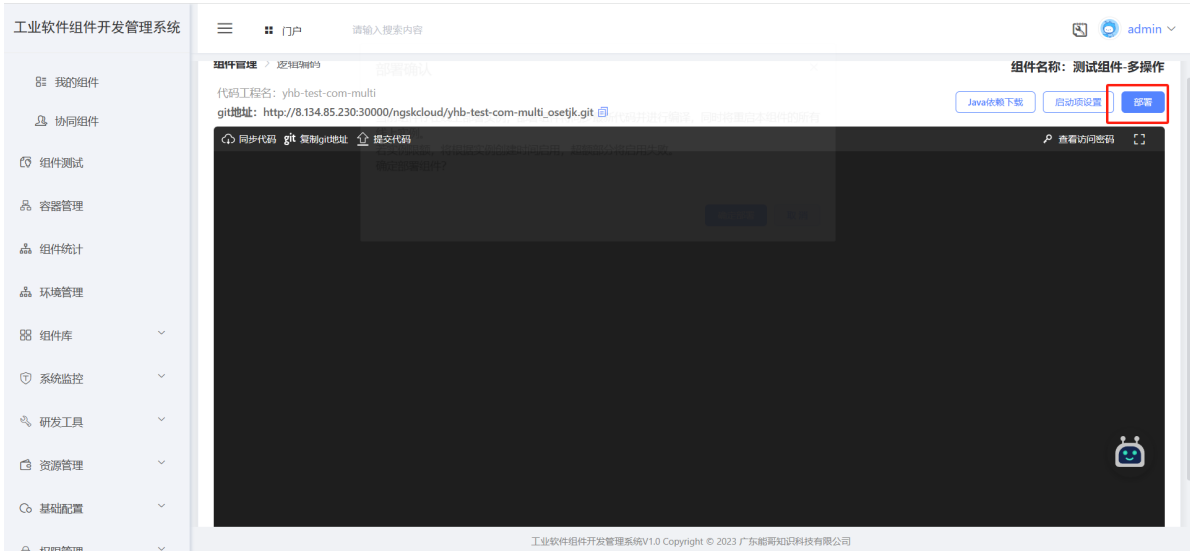 工业软件组件开发管理系统
门户
请输入搜索内容
admin
我的组件
协同组件
组件测试
容器管理
组件统计
环境管理
组件库
系统监控
研发工具
资源管理
基础配置
权限管理
组件管理 > 逻辑编码
组件名称：测试组件-多操作
代码工程名：yhb-test-com-multi
git地址：http://8.134.85.230:30000/ngskcloud/yhb-test-com-multi_osetjk.git
Java依赖下载
启动项设置
部署
部署确认
同步代码 git 复制git地址 提交代码
查看访问密码
确定部署组件?
工业软件组件开发管理系统V1.0 Copyright © 2023 广东能哥知识科技有限公司